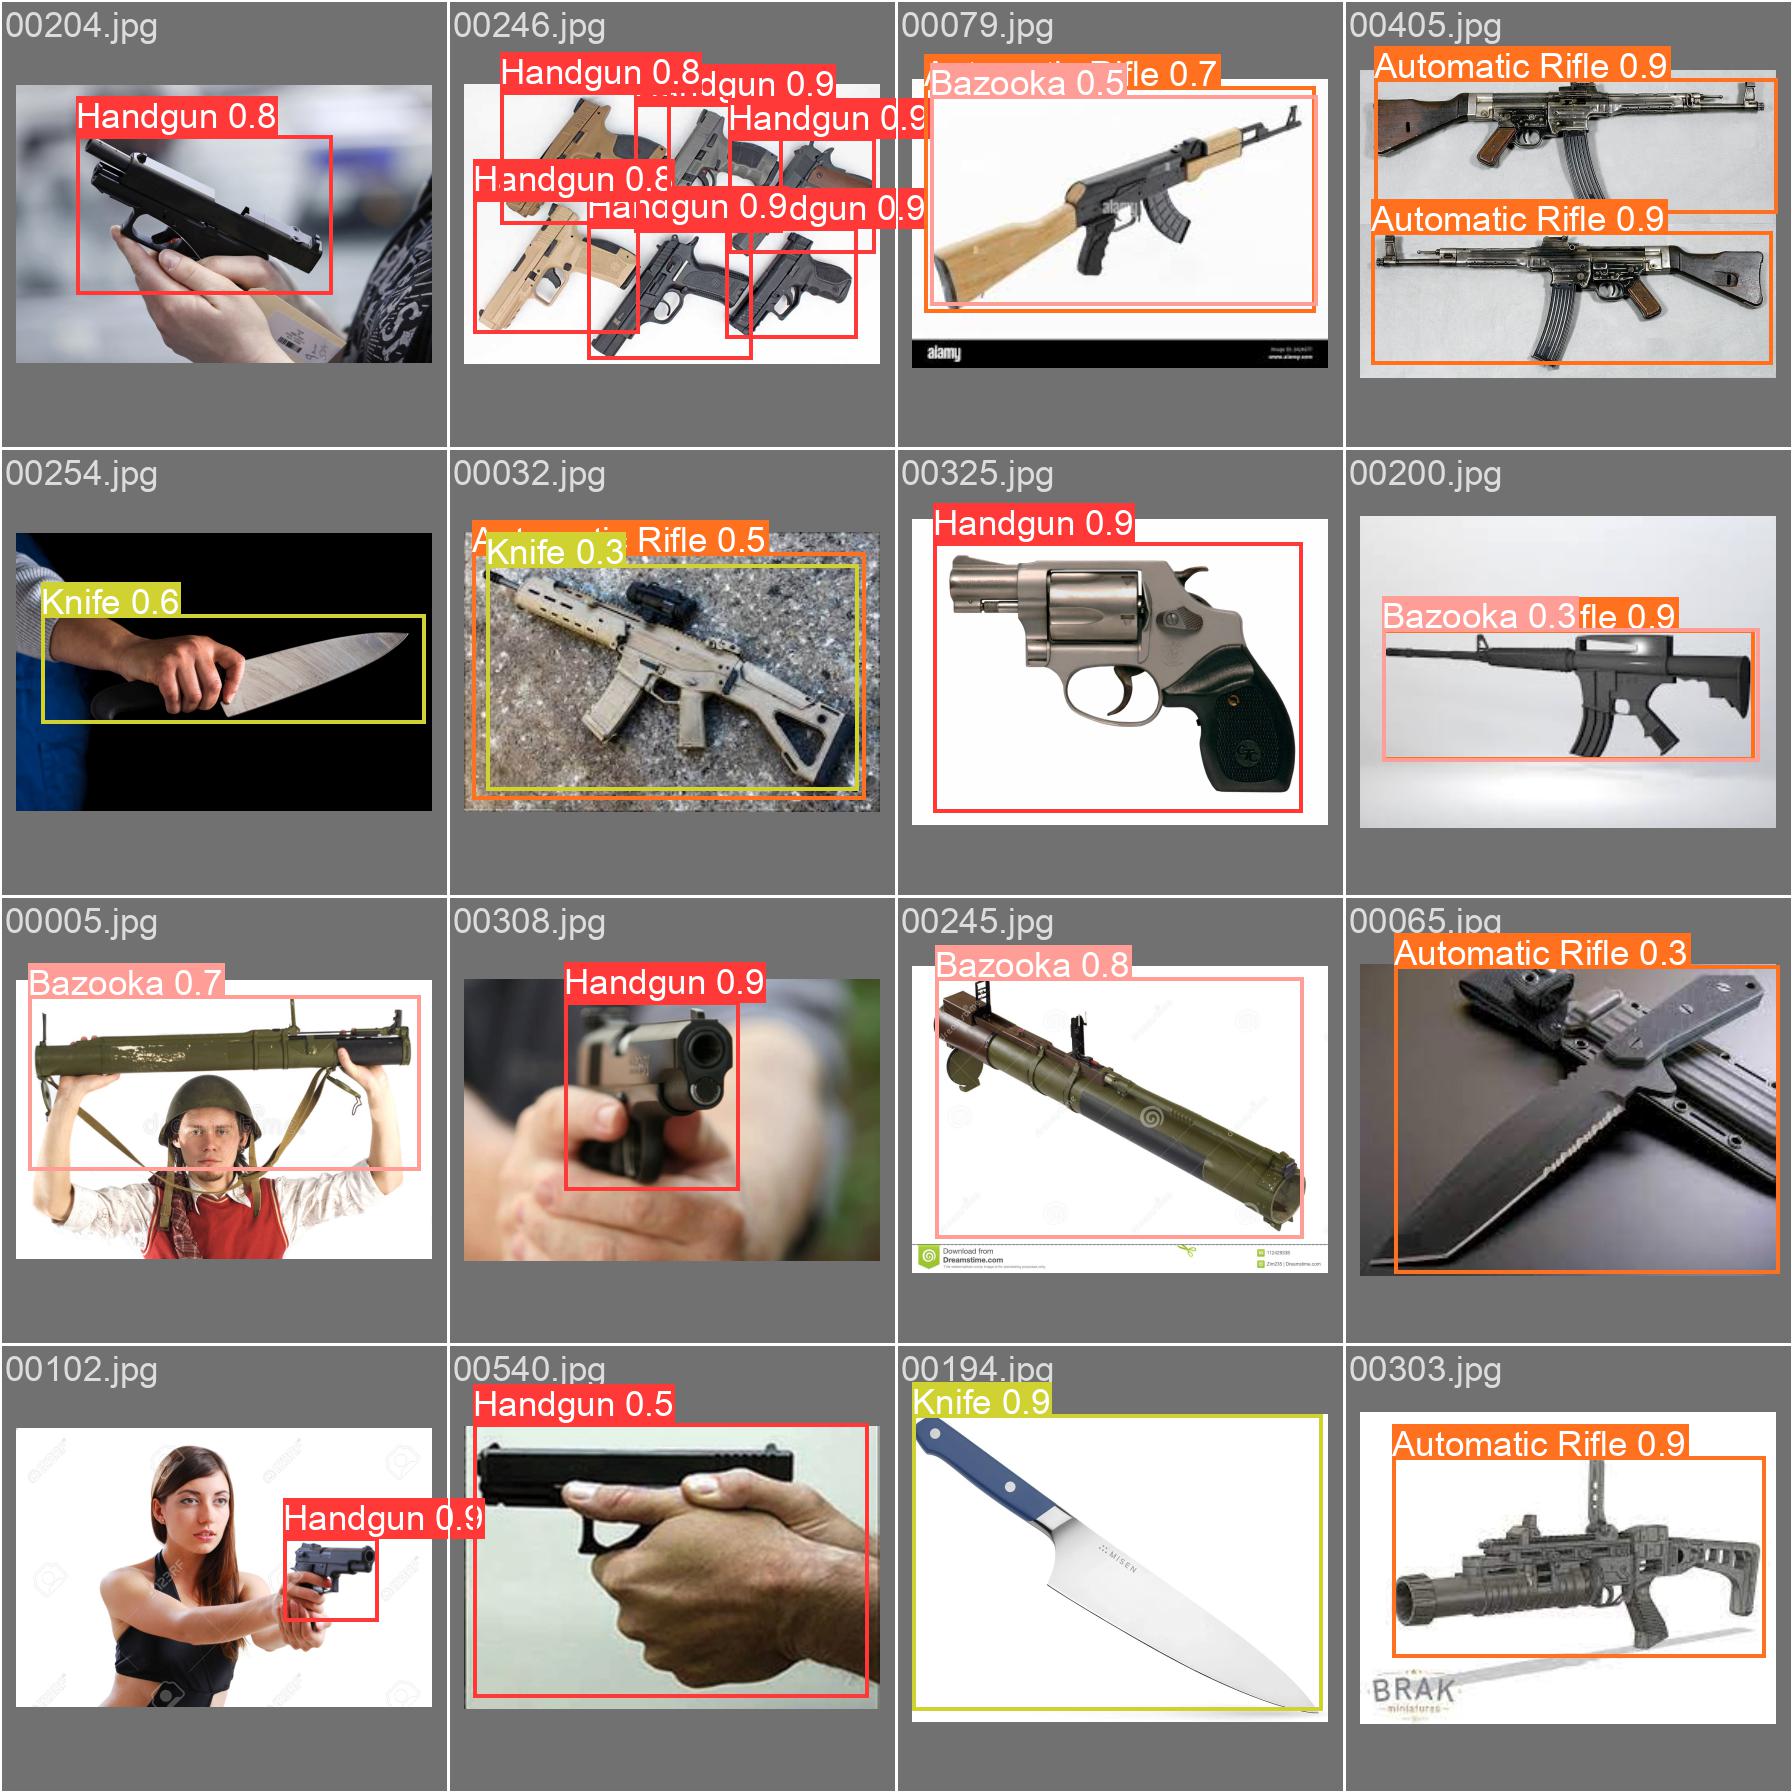 00204.jpg
Handgun 0.8
00246.jpg
Handgun 0.8
dgun 0.9
Handgun 0.9
Handgun 0.8
Handgun 0.9
dgun 0.9
00079.jpg
fle 0.7
Bazooka 0.5
alamy
alamy
www.alamy.com
00405.jpg
Automatic Rifle 0.9
Automatic Rifle 0.9
00254.jpg
Knife 0.6
00032.jpg
Rifle 0.5
Knife 0.3
00325.jpg
Handgun 0.9
00200.jpg
Bazooka 0.3
fle 0.9
00005.jpg
Bazooka 0.7
00308.jpg
Handgun 0.9
00245.jpg
Bazooka 0.8
Download from
Dreamstime.com
00065.jpg
Automatic Rifle 0.3
00102.jpg
Handgun 0.9
00540.jpg
Handgun 0.5
00194.jpg
Knife 0.9
MISEN
00303.jpg
Automatic Rifle 0.9
BRAK
miniatures